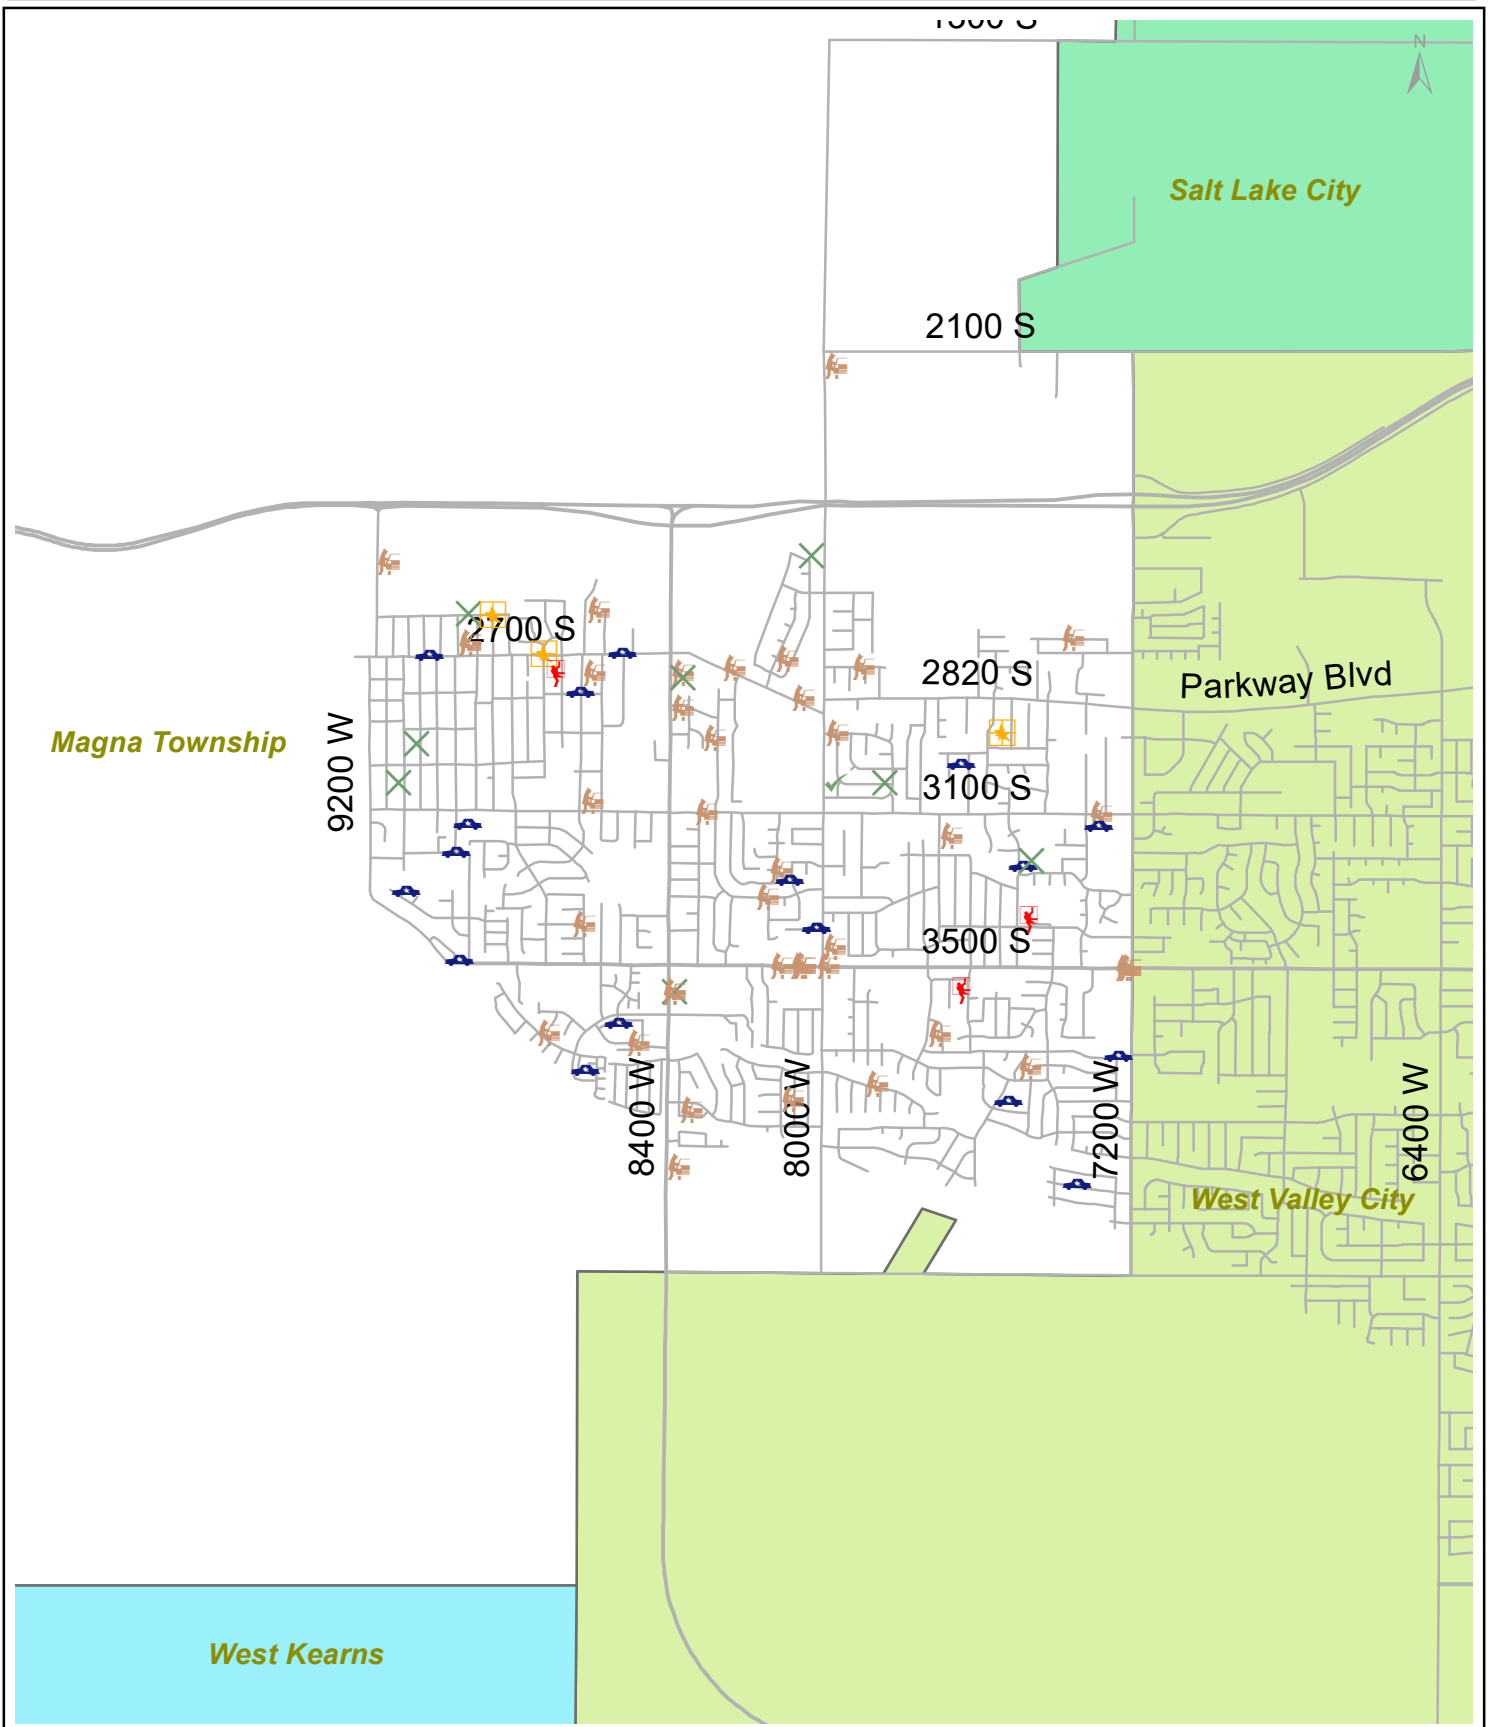 N
Salt Lake City
2100 S
2700 S
2820 S
Parkway Blvd
Magna Township
9200 W
3100 S
3500 S
8400 W
8000 W
7200 W
6400 W
West Valley City
West Kearns